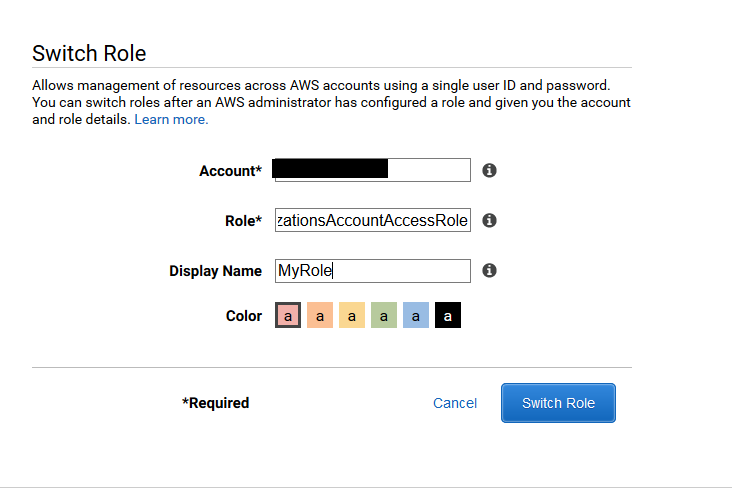 Switch Role
Allows management of resources across AWS accounts using a single user ID and password.
You can switch roles after an AWS administrator has configured a role and given you the account
and role details. Learn more.
Account*
Role* zationsAccountAccessRole
Display Name MyRole
Color a a a a a a
*Required Cancel Switch Role